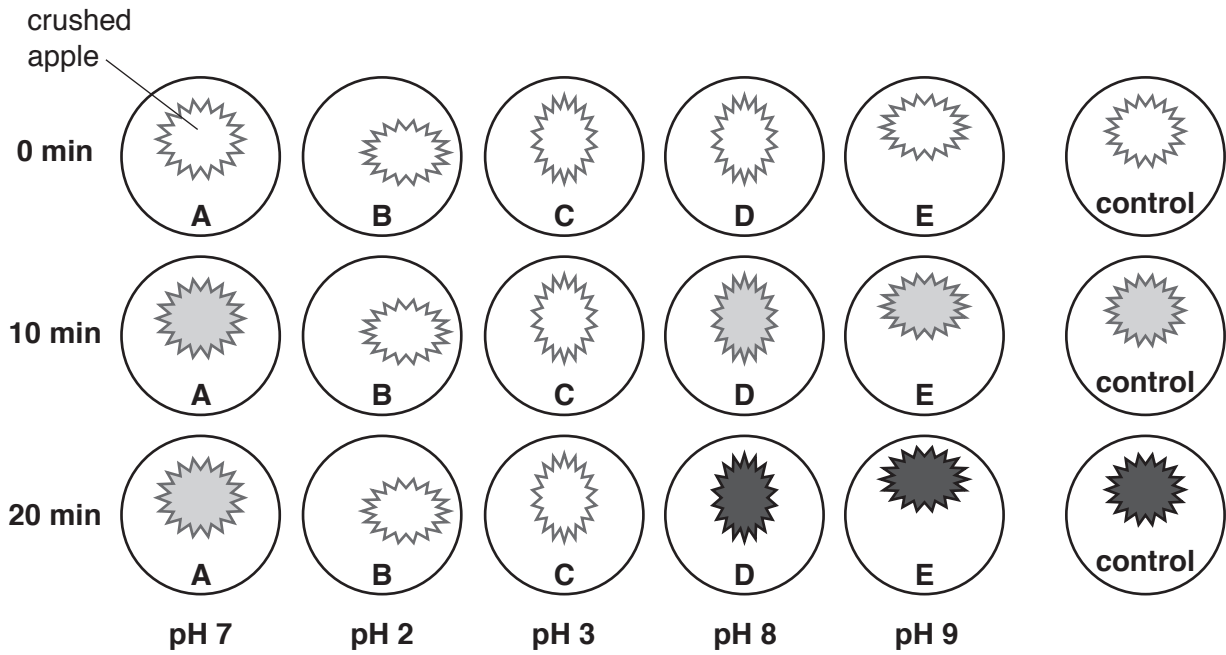 crushed
apple
0 min
A B C D E control
10 min
A B C D E control
20 min
A B C D E control
pH 7 pH 2 pH 3 pH 8 pH 9